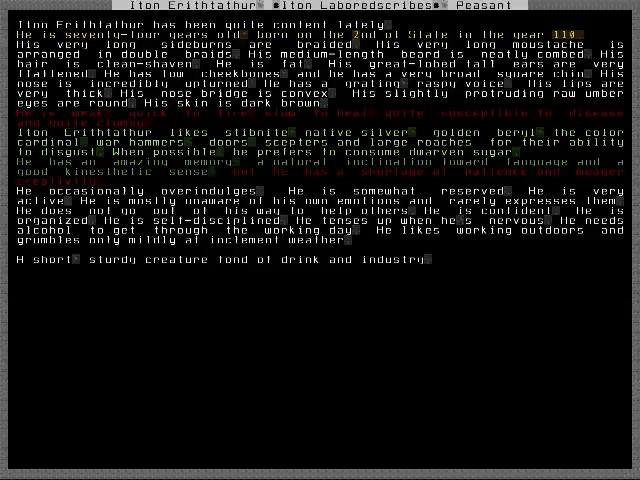 Iton Erithtathur, "Iton Laboredscribes", Peasant
Iton Erithtathur has been quite content lately.
He is seventy-four years old, born on the 2nd of Slate in the year 110.
His very long sideburns are braided. His very long moustache is
arranged in double braids. His medium-length beard is neatly combed. His
hair is clean-shaven. He is fat. His great-lobed tall ears are very
flattened. He has low cheekbones, and he has a very broad, square chin. His
nose is incredibly upturned. He has a grating, raspy voice. His lips are
very thick. His nose bridge is convex. His slightly protruding raw umber
eyes are round. His skin is dark brown.
He is weak, quick to tire, slow to heal, quite susceptible to disease
and quite clumsy.
Iton Erithtathur likes stibnite, native silver, golden beryl, the color
cardinal, war hammers, doors, scepters and large roaches for their ability
to disgust. When possible, he prefers to consume dwarven sugar.
He has an amazing memory, a natural inclination toward language and a
good kinesthetic sense, but he has a shortage of patience and meager
creativity.
He occasionally overindulges. He is somewhat reserved. He is very
active. He is mostly unaware of his own emotions and rarely expresses them.
He does not go out of his way to help others. He is confident. He is
organized. He is self-disciplined. He tenses up when he's nervous. He needs
alcohol to get through the working day. He likes working outdoors and
grumbles only mildly at inclement weather.
A short, sturdy creature fond of drink and industry.